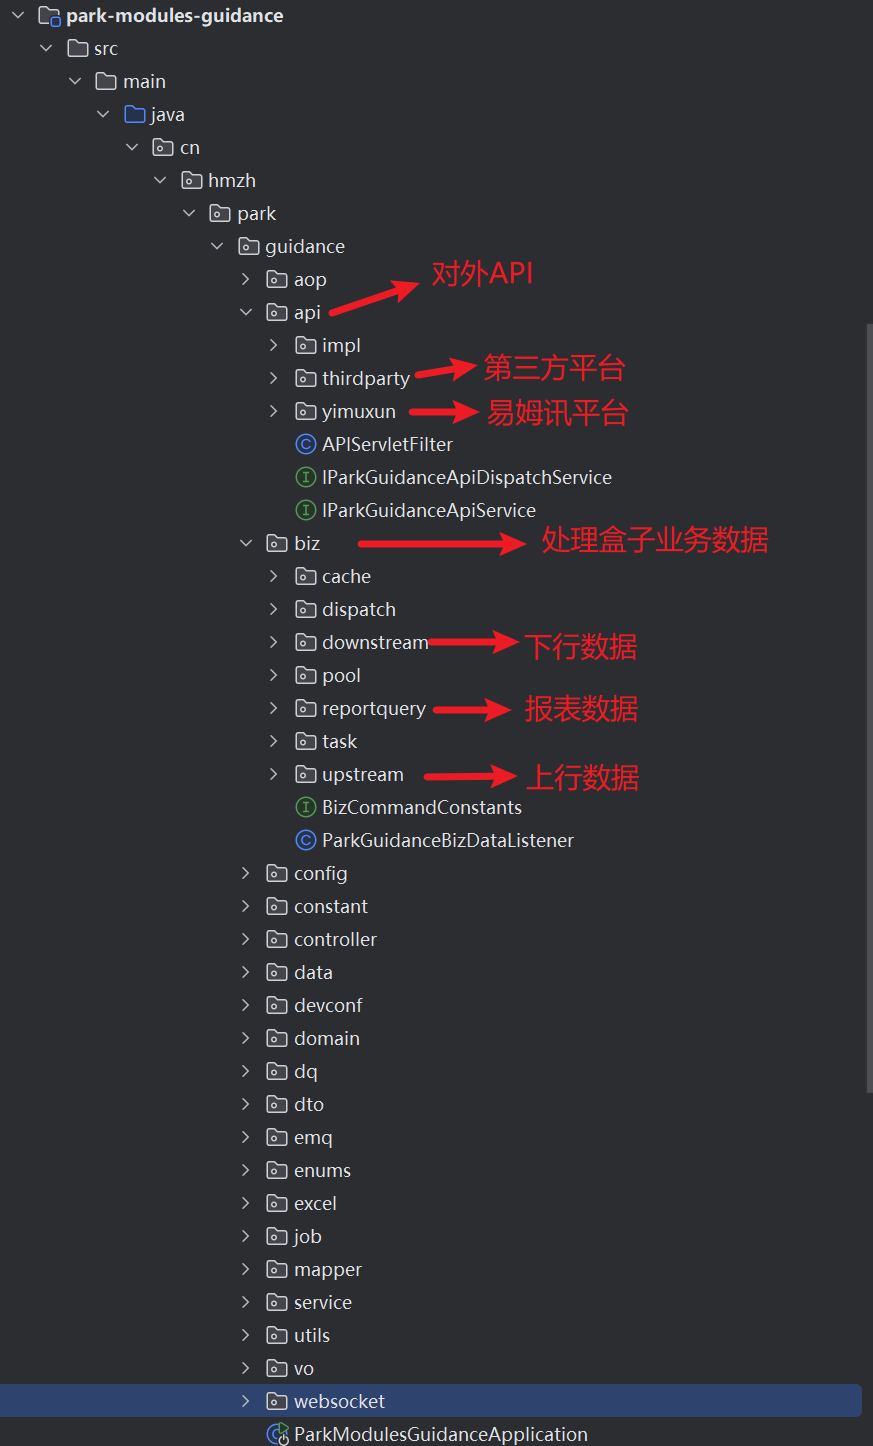 park-modules-guidance
src
main
java
cn
hmzh
park
guidance
aop
api 对外API
impl
thirdparty 第三方平台
yimuxun 易姆讯平台
APIServletFilter
IParkGuidanceApiDispatchService
IParkGuidanceApiService
biz 处理盒子业务数据
cache
dispatch
downstream 下行数据
pool
reportquery 报表数据
task
upstream 上行数据
BizCommandConstants
ParkGuidanceBizDataListener
config
constant
controller
data
devconf
domain
dq
dto
emq
enums
excel
job
mapper
service
utils
vo
websocket
ParkModulesGuidanceApplication